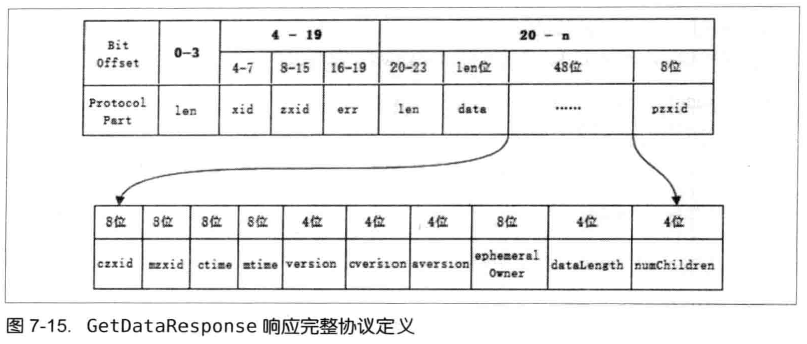 Bit Offset 0-3 4 - 19 20 - n
4-7 8-15 16-19 20-23 len位 48位 8位
Protocol Part len xid zxid err len data ...... pzxid
8位 8位 8位 8位 4位 4位 4位 8位 4位 4位
czxid mzxid ctime mtime version cversion aversion ephemeral Owner dataLength numChildren
图 7-15. GetDataResponse 响应完整协议定义